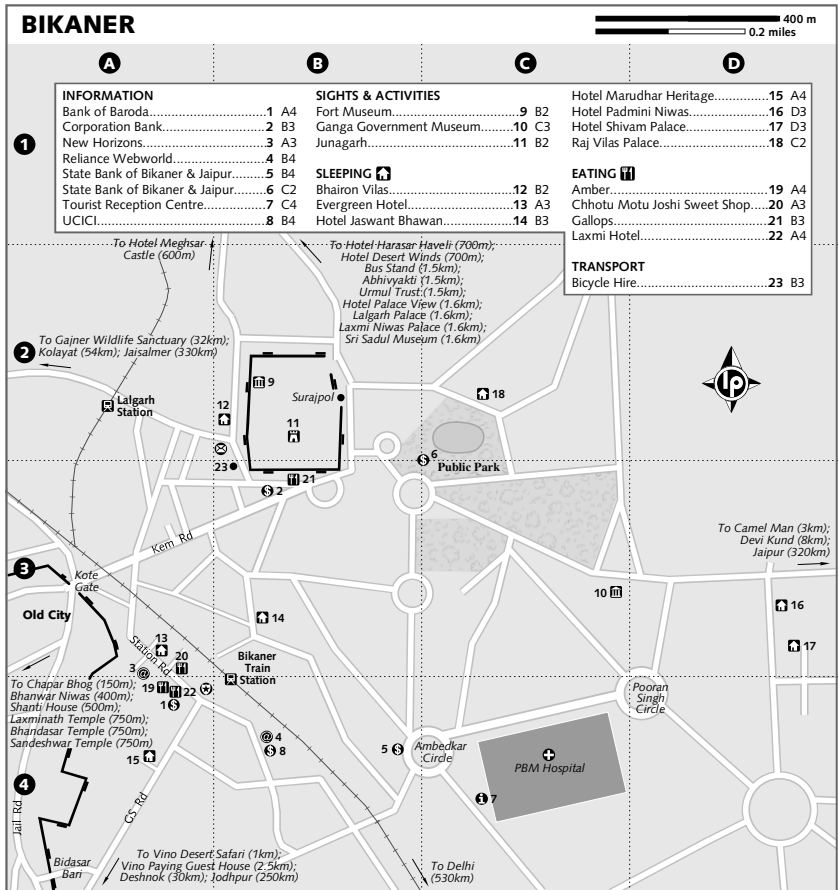 BIKANER
400 m
0.2 miles
A B C D
1
INFORMATION
Bank of Baroda.................................1 A4
Corporation Bank.............................2 B3
New Horizons..................................3 A3
Reliance Webworld...........................4 B4
State Bank of Bikaner & Jaipur.........5 B4
State Bank of Bikaner & Jaipur.........6 C2
Tourist Reception Centre..................7 C4
UCICI..............................................8 B4
SIGHTS & ACTIVITIES
Fort Museum...................................9 B2
Ganga Government Museum...........10 C3
Junagarh........................................11 B2
SLEEPING
Bhairon Vilas..................................12 B2
Evergreen Hotel..............................13 A3
Hotel Jaswant Bhawan....................14 B3
Hotel Marudhar Heritage.................15 A4
Hotel Padmini Niwas.......................16 D3
Hotel Shivam Palace........................17 D3
Raj Vilas Palace..............................18 C2
EATING
Amber............................................19 A4
Chhotu Motu Joshi Sweet Shop........20 A3
Gallops...........................................21 B3
Laxmi Hotel....................................22 A4
TRANSPORT
Bicycle Hire....................................23 B3
To Hotel Meghsar
Castle (600m)
To Hotel Harasar Haveli (700m);
Hotel Desert Winds (700m);
Bus Stand (1.5km);
Abhivyakti (1.5km);
Urmul Trust (1.5km);
Hotel Palace View (1.6km);
Lalgarh Palace (1.6km);
Laxmi Niwas Palace (1.6km);
Sri Sadul Museum (1.6km)
2
To Gajner Wildlife Sanctuary (32km);
Kolayat (54km); Jaisalmer (330km)
lp
9
Surajpol
18
Lalgarh
Station
12
11
6
Public Park
23
21
2
Kem Rd
To Camel Man (3km);
Devi Kund (8km);
Jaipur (320km)
3
Kote
Gate
10
Old City
14
16
13
Station Rd
20
17
3
Bikaner
Train
Station
To Chapar Bhog (150m);
Bhanwar Niwas (400m);
Shanti House (500m);
Laxminath Temple (750m);
Bhandasar Temple (750m);
Sandeshwar Temple (750m)
19
22
1
Pooran
Singh
Circle
4
8
5
Ambedkar
Circle
15
PBM Hospital
4
7
Jail Rd
GS Rd
Bidasar
Bari
To Vino Desert Safari (1km);
Vino Paying Guest House (2.5km);
Deshnok (30km); Jodhpur (250km)
To Delhi
(530km)